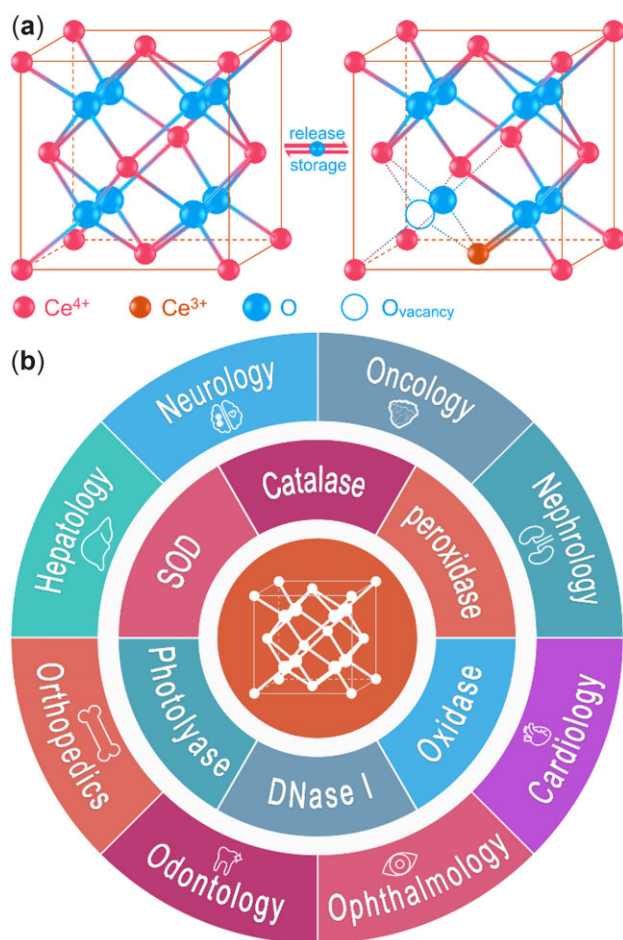 (a)
release
storage
Ce4+
Ce3+
O
Ovacancy
(b)
Neurology
Oncology
Hepatology
Nephrology
Catalase
SOD
peroxidase
Photolyase
Oxidase
DNase I
Orthopedics
Cardiology
Odontology
Ophthalmology